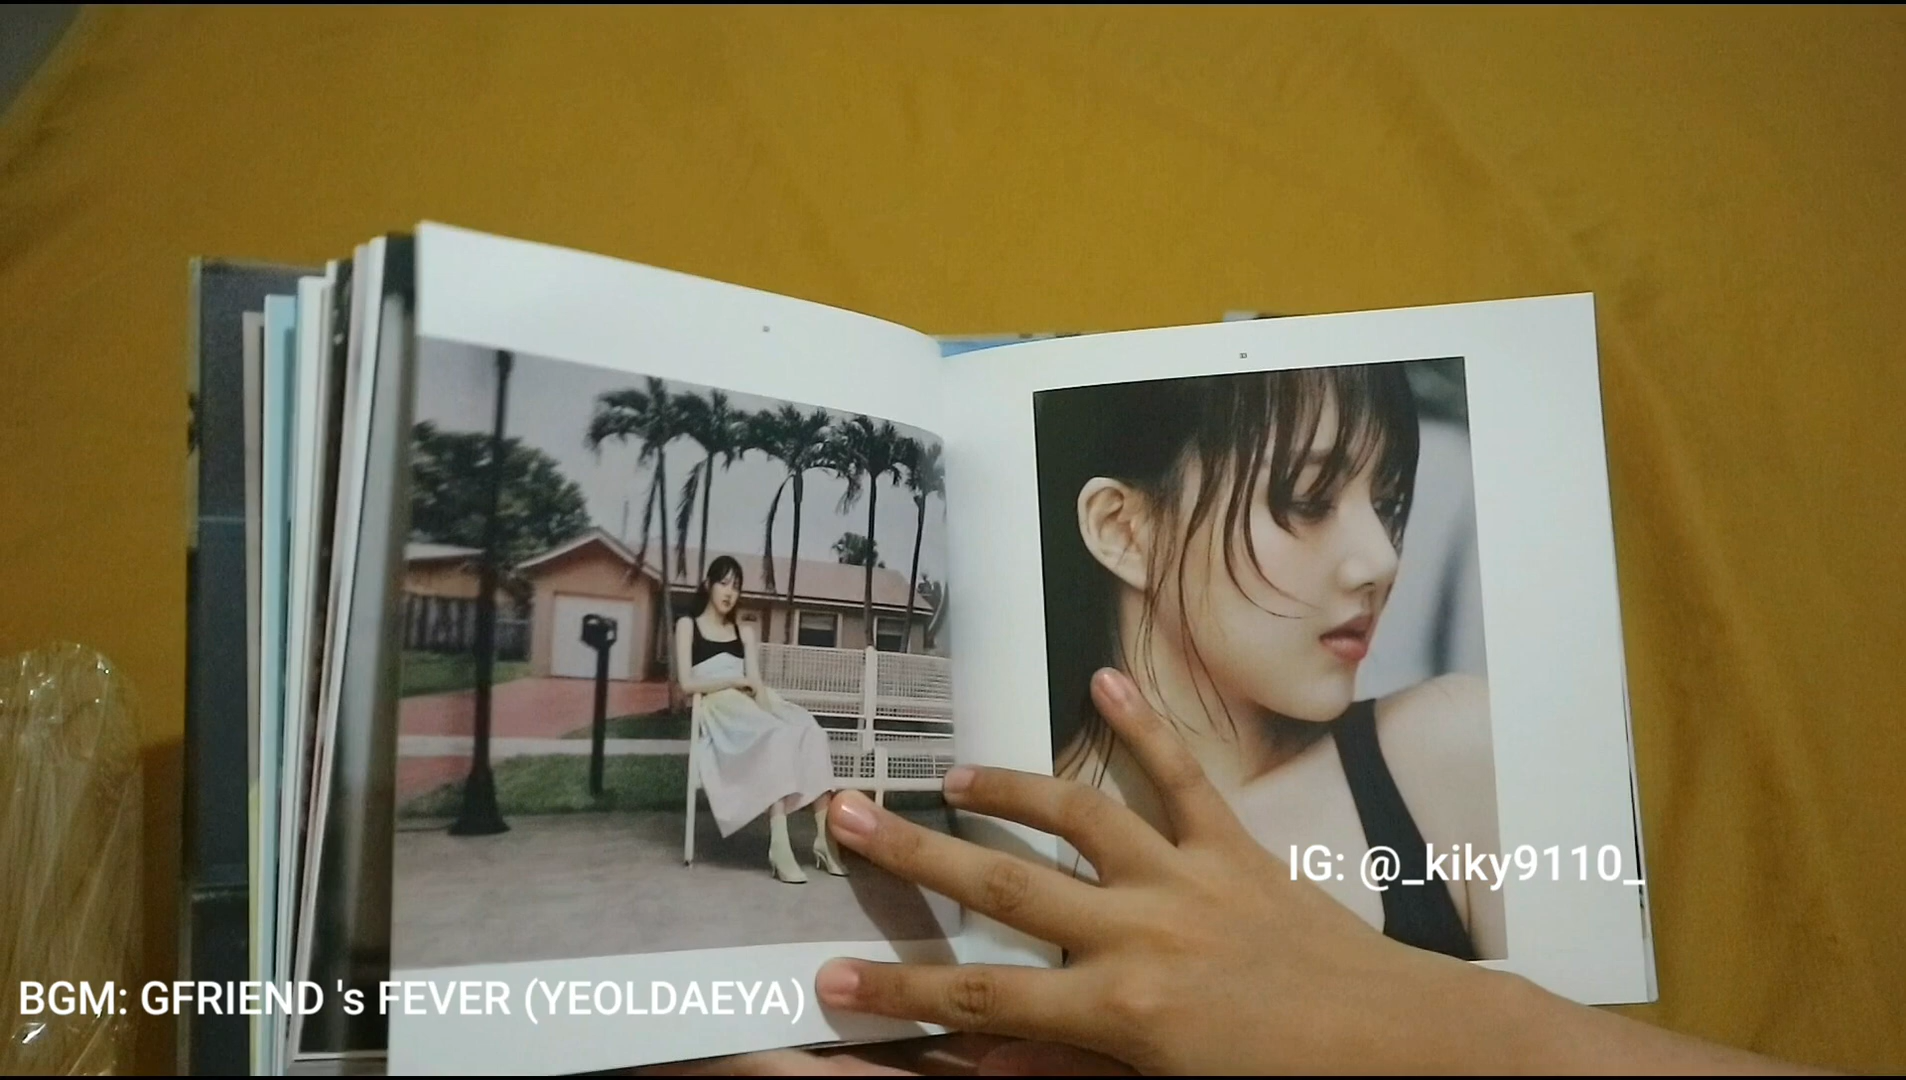 IG: @_kiky9110_
BGM: GFRIEND 's FEVER (YEOLDAEYA)